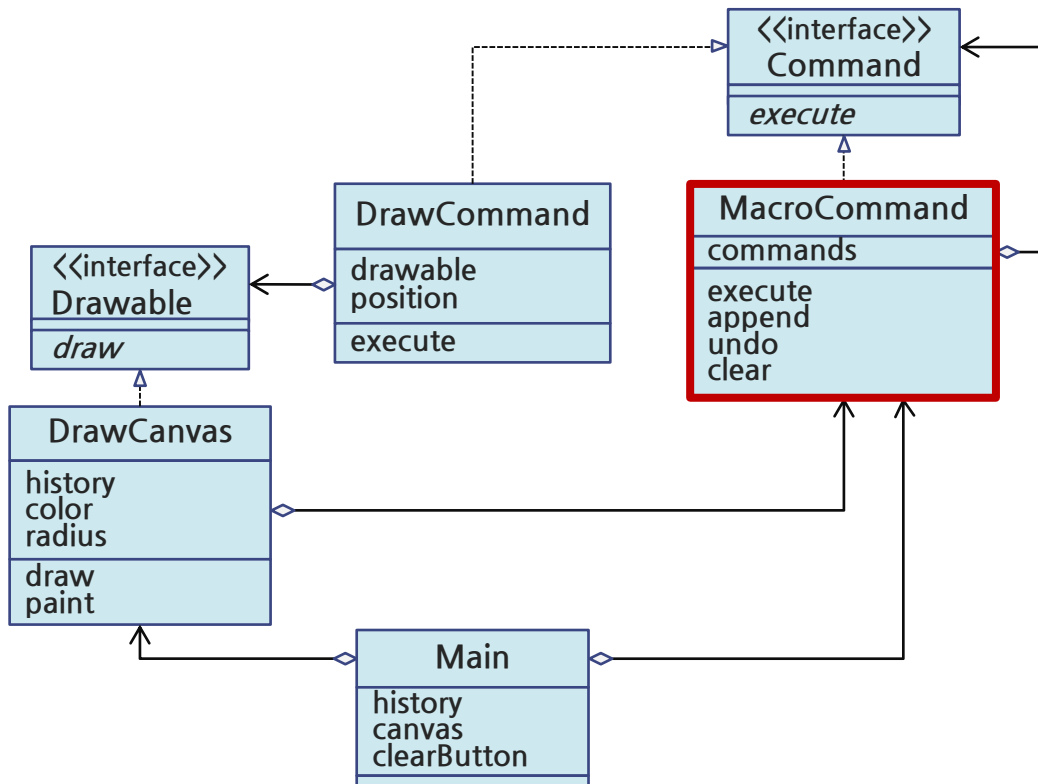 <<interface>>
Command
execute
DrawCommand
drawable
position
execute
MacroCommand
commands
execute
append
undo
clear
<<interface>>
Drawable
draw
DrawCanvas
history
color
radius
draw
paint
Main
history
canvas
clearButton